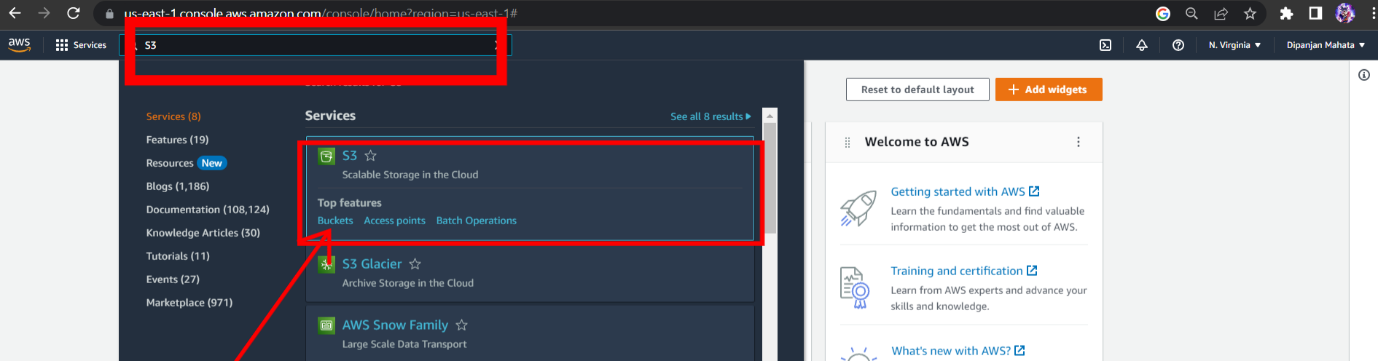 us-east-1.console.aws.amazon.com/console/home?region=us-east-1#
aws
Services
S3
N. Virginia
Dipanjan Mahata
Reset to default layout
Add widgets
Services (8)
Features (19)
Resources New
Blogs (1,186)
Documentation (108,124)
Knowledge Articles (30)
Tutorials (11)
Events (27)
Marketplace (971)
Services
See all 8 results
S3
Scalable Storage in the Cloud
Top features
Buckets Access points Batch Operations
S3 Glacier
Archive Storage in the Cloud
AWS Snow Family
Large Scale Data Transport
Welcome to AWS
Getting started with AWS
Learn the fundamentals and find valuable
information to get the most out of AWS.
Training and certification
Learn from AWS experts and advance your
skills and knowledge.
What's new with AWS?